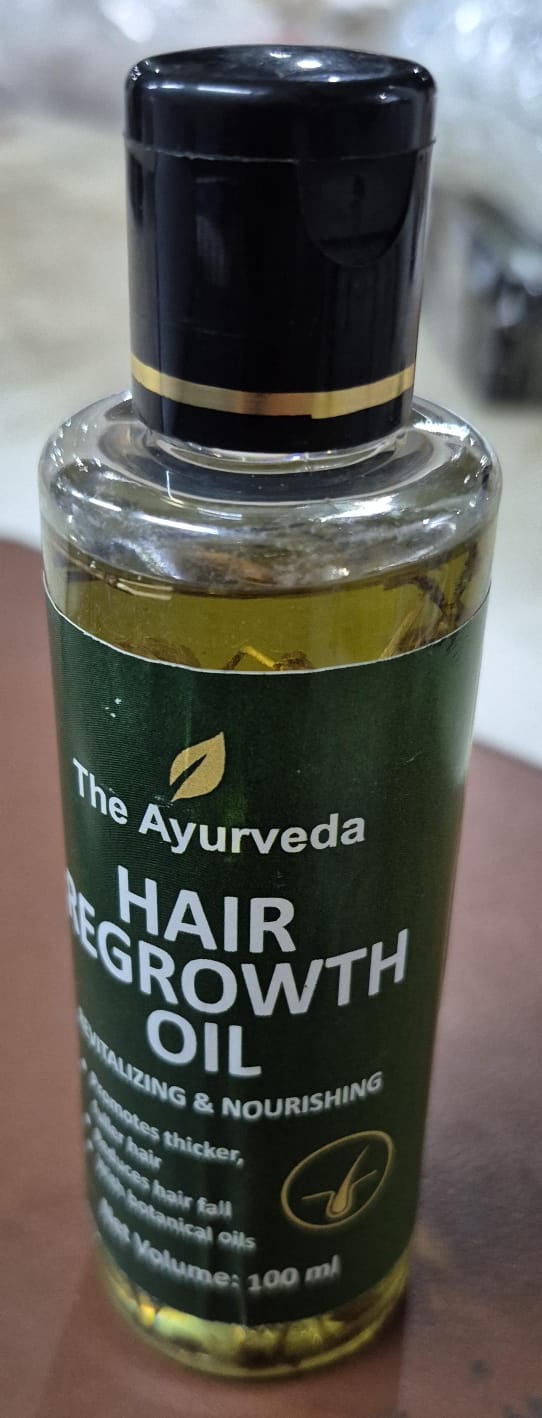 The Ayurveda
HAIR
REGROWTH
OIL
REVITALIZING & NOURISHING
Promotes thicker,
fuller hair
Reduces hair fall
With botanical oils
Net Volume: 100 ml